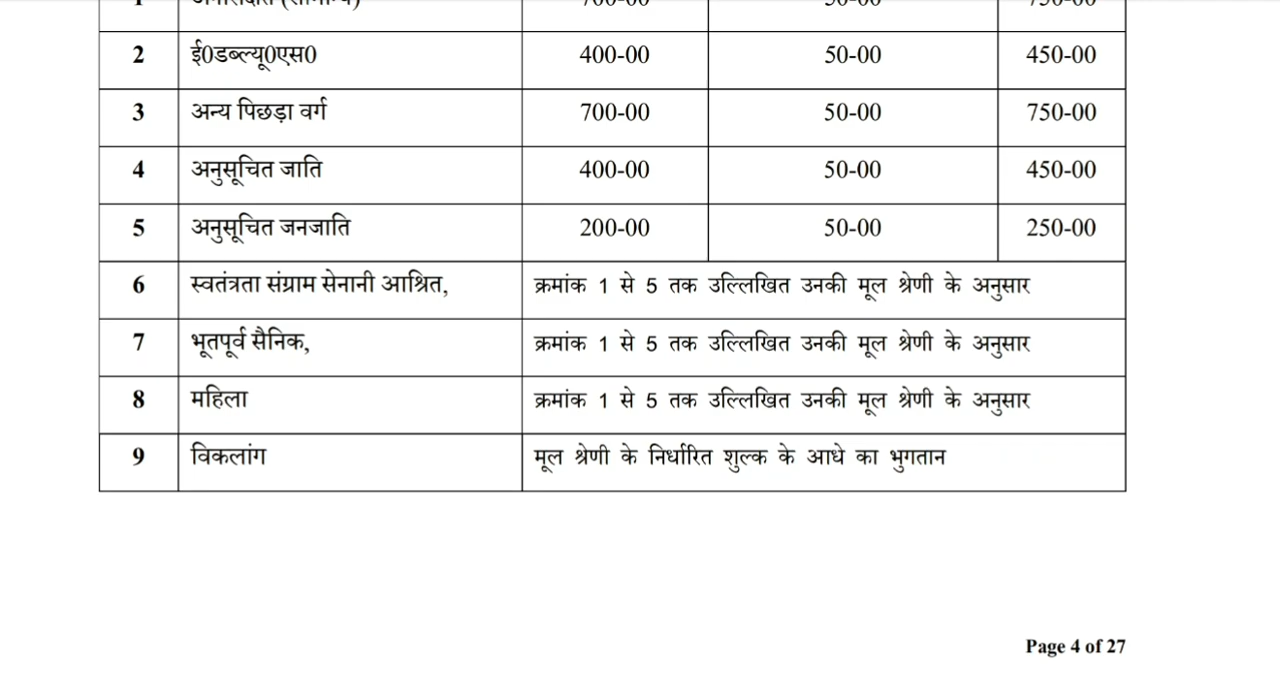 2 ई0डब्ल्यू0एस0 400-00 50-00 450-00
3 अन्य पिछड़ा वर्ग 700-00 50-00 750-00
4 अनुसूचित जाति 400-00 50-00 450-00
5 अनुसूचित जनजाति 200-00 50-00 250-00
6 स्वतंत्रता संग्राम सेनानी आश्रित, क्रमांक 1 से 5 तक उल्लिखित उनकी मूल श्रेणी के अनुसार
7 भूतपूर्व सैनिक, क्रमांक 1 से 5 तक उल्लिखित उनकी मूल श्रेणी के अनुसार
8 महिला क्रमांक 1 से 5 तक उल्लिखित उनकी मूल श्रेणी के अनुसार
9 विकलांग मूल श्रेणी के निर्धारित शुल्क के आधे का भुगतान
Page 4 of 27